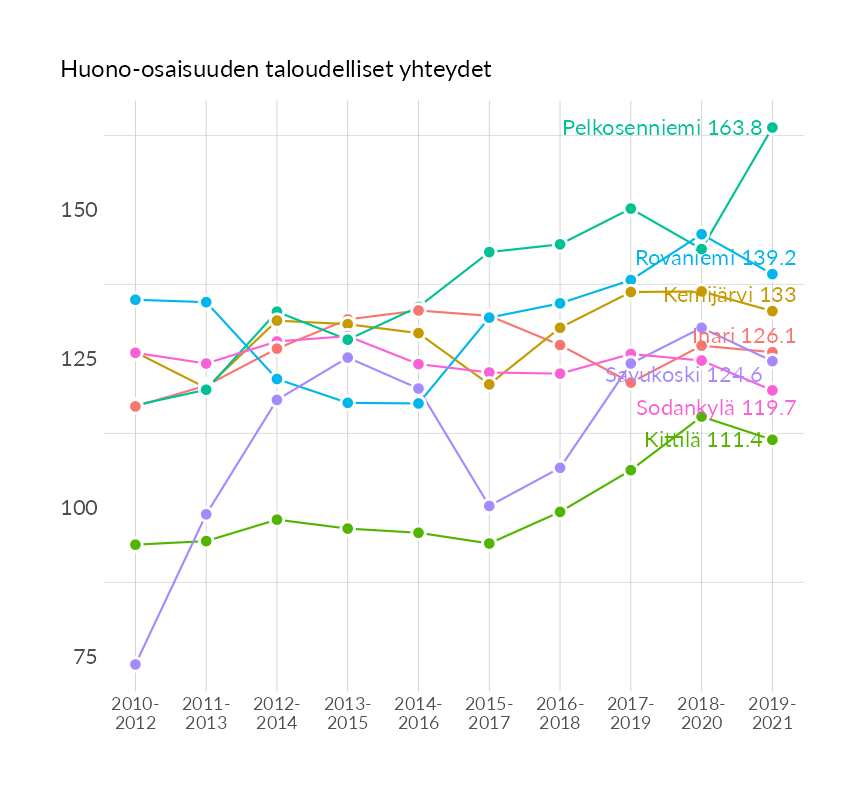 Huono-osaisuuden taloudelliset yhteydet
Pelkosenniemi 163.8
150
Rovaniemi 139.2
Kemijärvi 133
Inari 126.1
125
Savukoski 124.6
Sodankylä 119.7
Kittilä 111.4
100
75
2010- 2011- 2012- 2013- 2014- 2015- 2016- 2017- 2018- 2019-
2012 2013 2014 2015 2016 2017 2018 2019 2020 2021